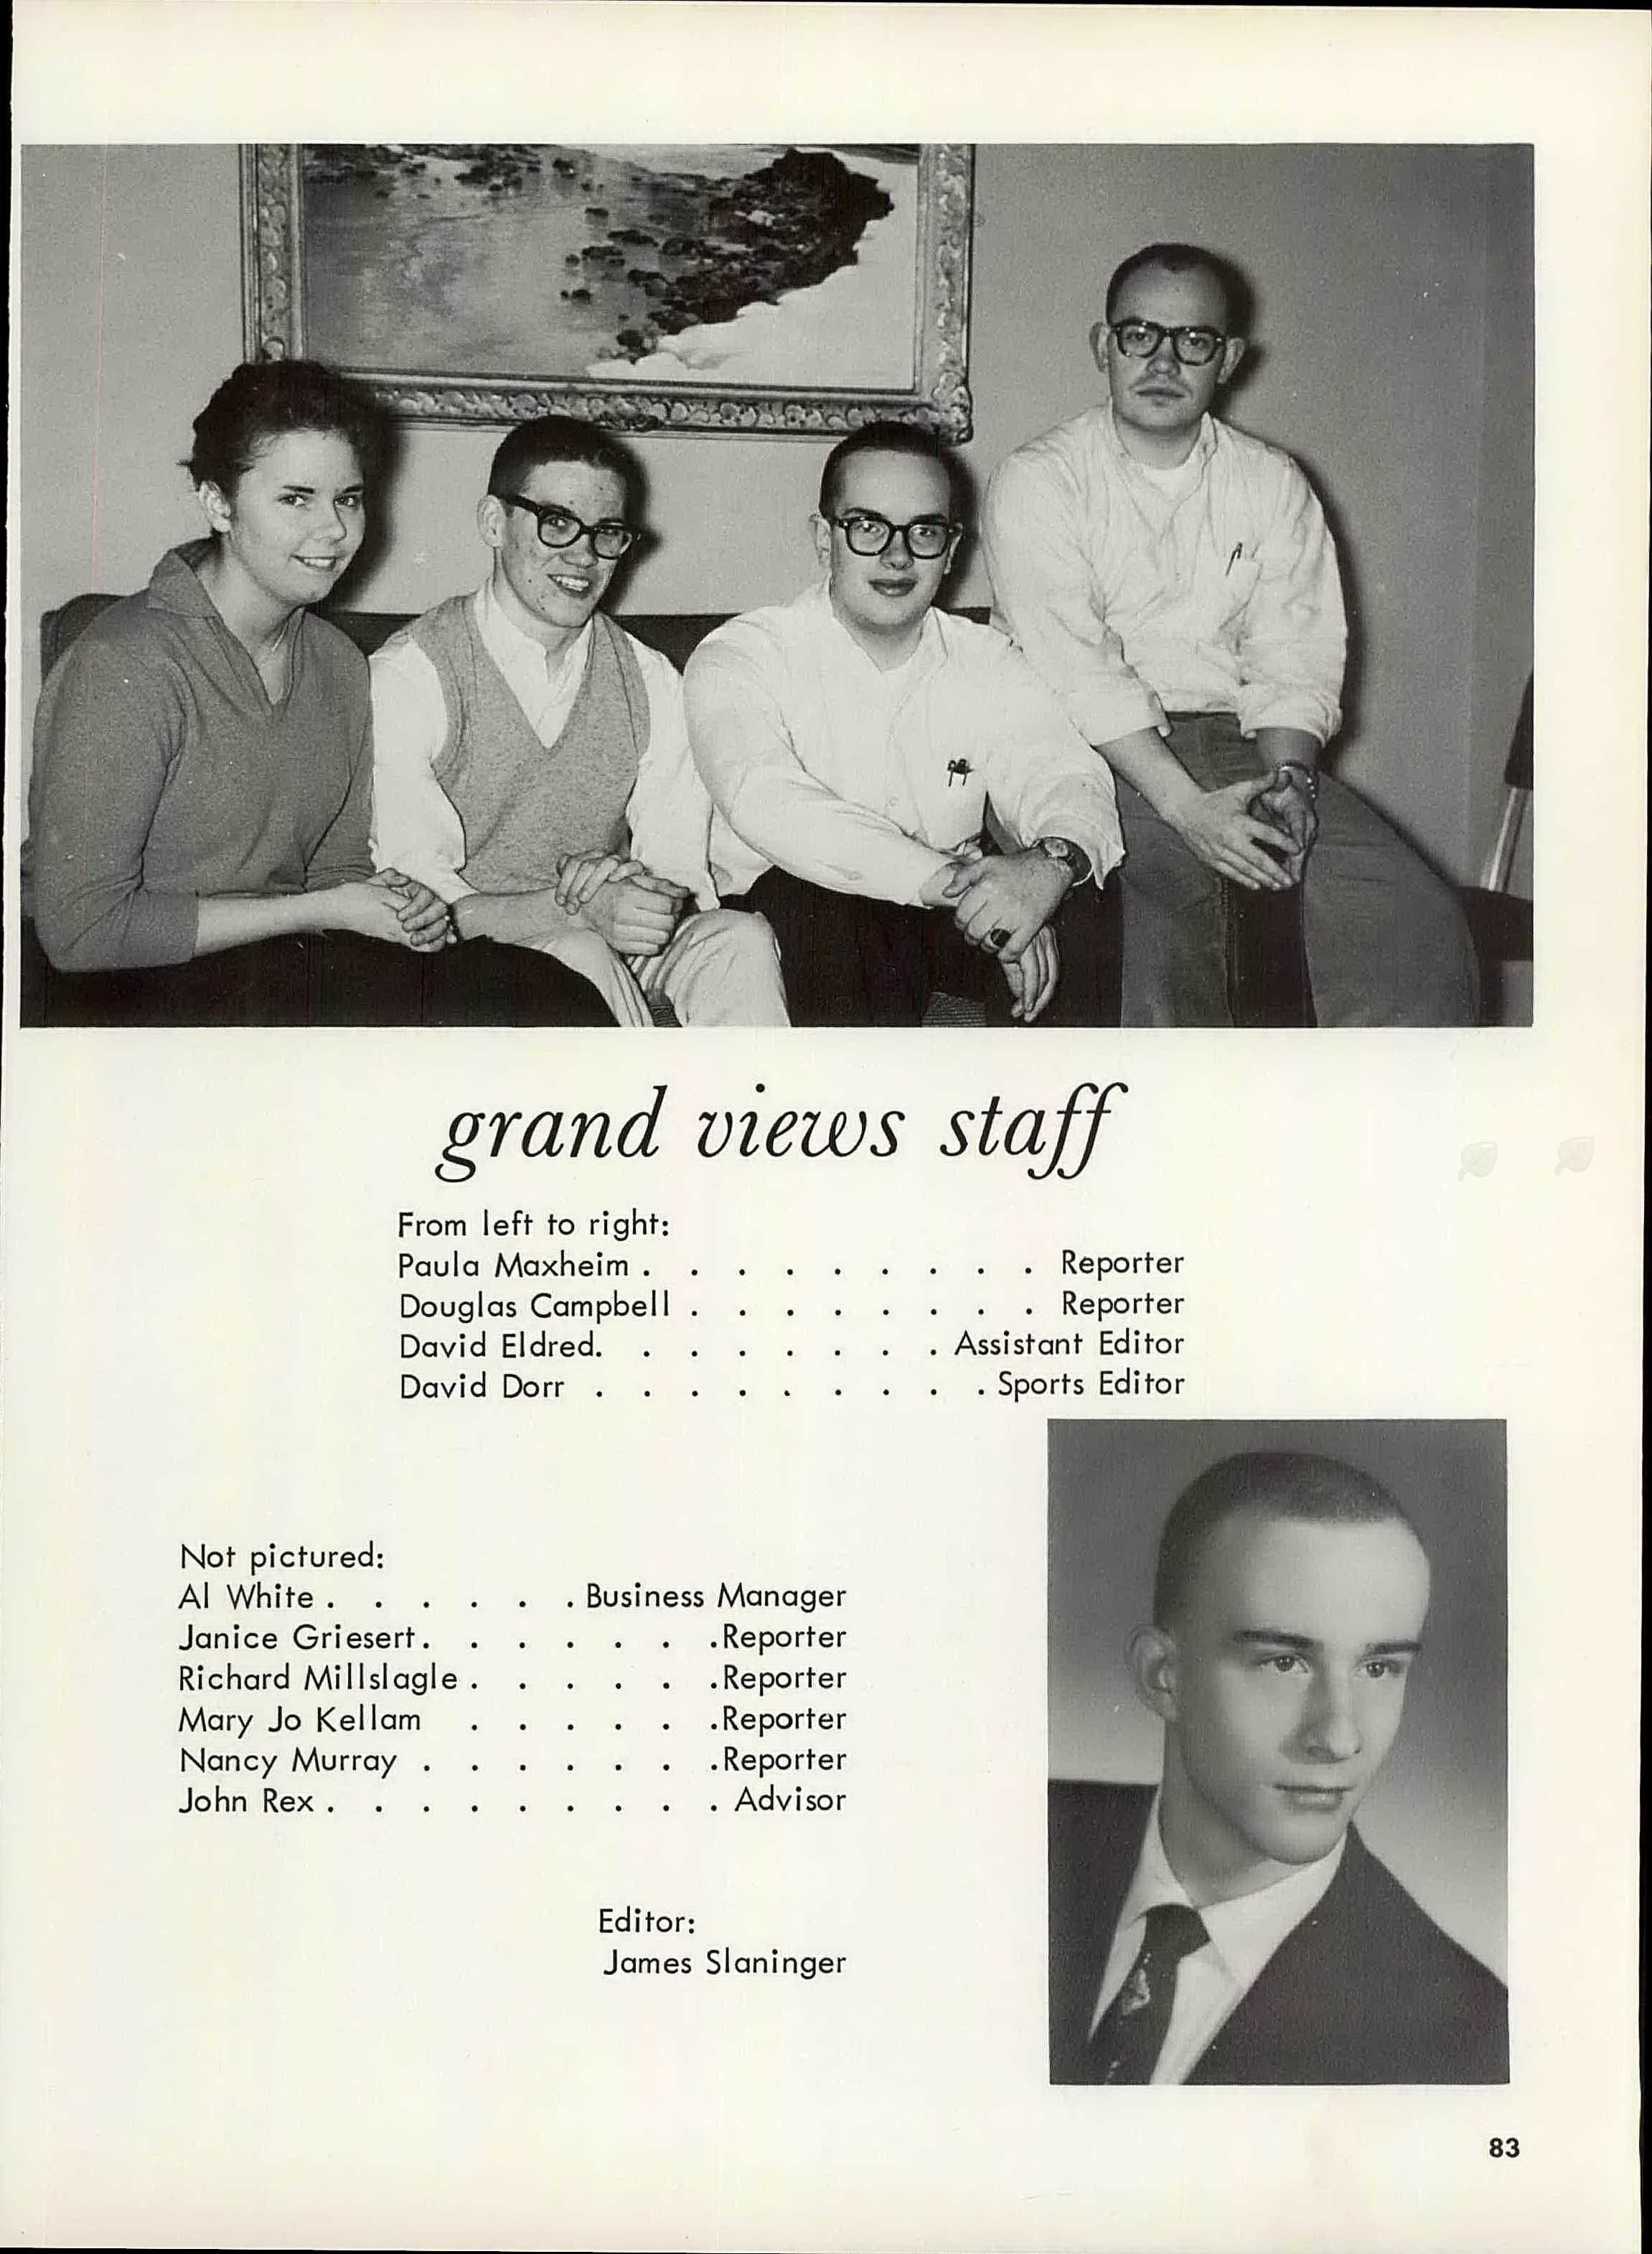 grand views staff
From left to right:
Paula Maxheim . . . . . . . . . Reporter
Douglas Campbell . . . . . . . . Reporter
David Eldred. . . . . . . . Assistant Editor
David Dorr . . . . . . . . . Sports Editor
Not pictured:
Al White . . . . . . Business Manager
Janice Griesert. . . . . . .Reporter
Richard Millslagle . . . . . .Reporter
Mary Jo Kellam . . . . . .Reporter
Nancy Murray . . . . . . .Reporter
John Rex . . . . . . . . . Advisor
Editor:
James Slaninger
83